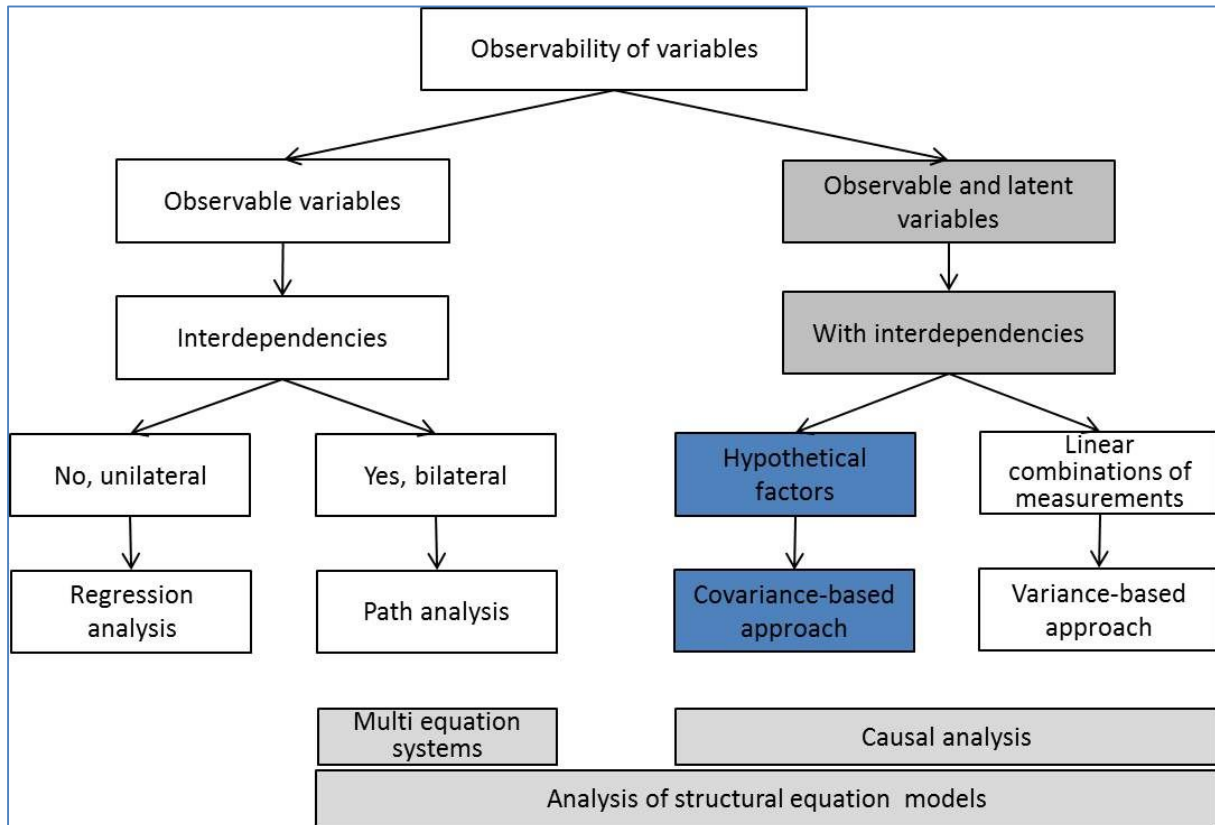 Observability of variables
Observable variables
Observable and latent
variables
Interdependencies
With interdependencies
No, unilateral
Yes, bilateral
Hypothetical
factors
Linear
combinations of
measurements
Regression
analysis
Path analysis
Covariance-based
approach
Variance-based
approach
Multi equation
systems
Causal analysis
Analysis of structural equation models